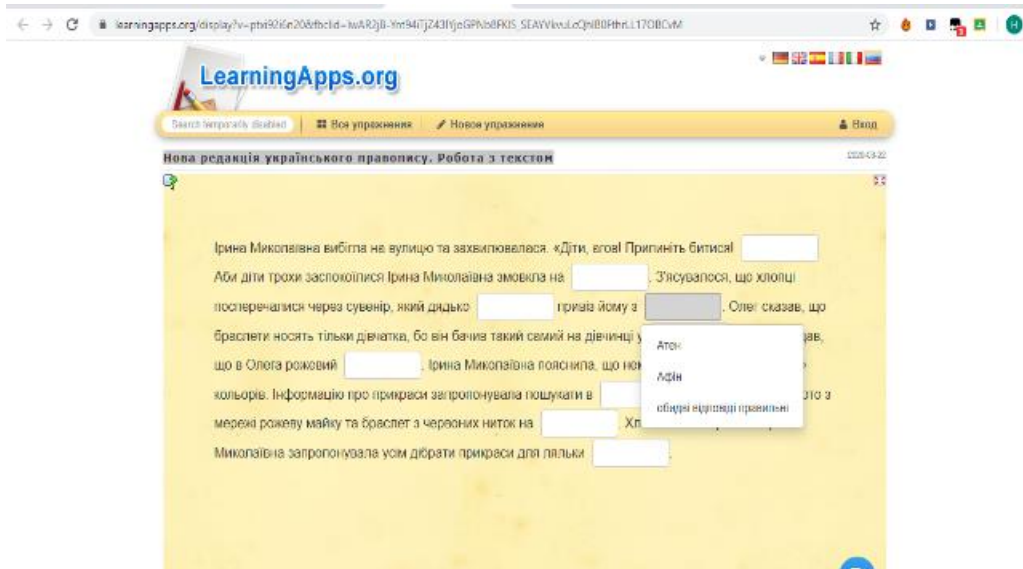 LearningApps.org
Search temporarily disabled
Все упражнения
Новое упражнение
Вход
Нова редакція українського правопису. Робота з текстом
Ірина Миколаївна вибігла на вулицю та захвилювалася. «Діти, агов! Припиніть битися!
Аби діти трохи заспокоїлися Ірина Миколаївна змовкла на . З'ясувалося, що хлопці
посперечалися через сувенір, який дядько привіз йому з . Олег сказав, що
браслети носять тільки дівчатка, бо він бачив такий самий на дівчинці
що в Олега рожевий . Ірина Миколаївна пояснила, що
кольорів. Інформацію про прикраси запропонувала пошукати в
мережі рожеву майку та браслет з червоних ниток на
Миколаївна запропонувала усім дібрати прикраси для ляльки .
Атен
Афін
обидві відповіді правильні